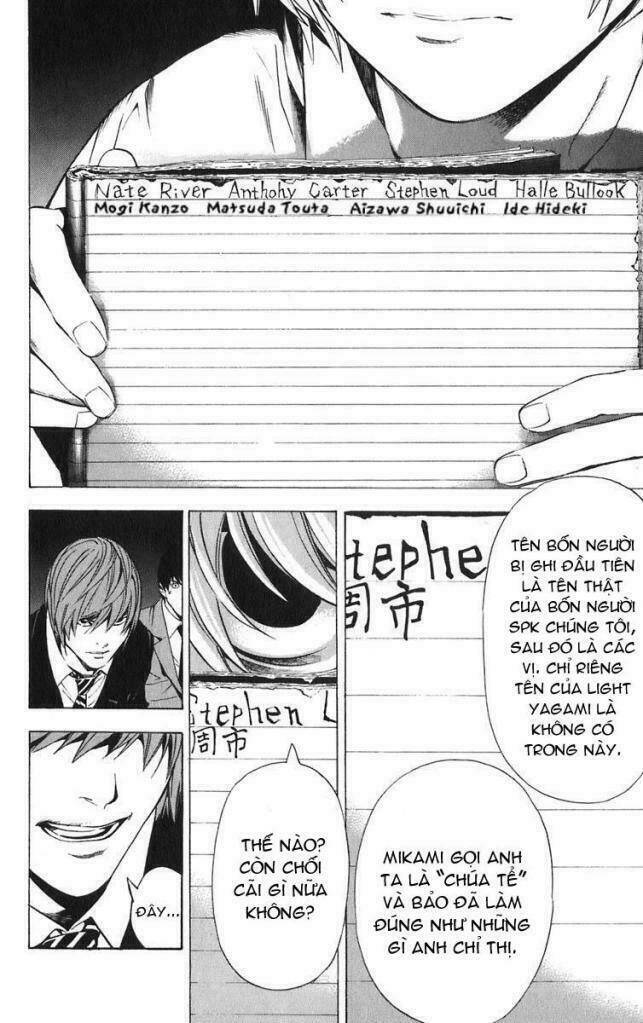 Nate River Anthony Carter Stephen Loud Halle Bullook
Mogi Kanzo Matsuda Touta Aizawa Shuuichi Ide Hideki
TÊN BỐN NGƯỜI
BỊ GHI ĐẦU TIÊN
LÀ TÊN THẬT
CỦA BỐN NGƯỜI
SPK CHÚNG TÔI,
SAU ĐÓ LÀ CÁC
VỊ. CHỈ RIÊNG
TÊN CỦA LIGHT
YAGAMI LÀ
KHÔNG CÓ
TRONG NÀY.
tephe
周市
MIKAMI GỌI ANH
TA LÀ "CHÚA TỂ"
VÀ BẢO ĐÃ LÀM
ĐÚNG NHƯ NHỮNG
GÌ ANH CHỈ THỊ.
Stephen L
周市
THẾ NÀO?
CÒN CHỐI
CÃI GÌ NỮA
KHÔNG?
ĐÂY...